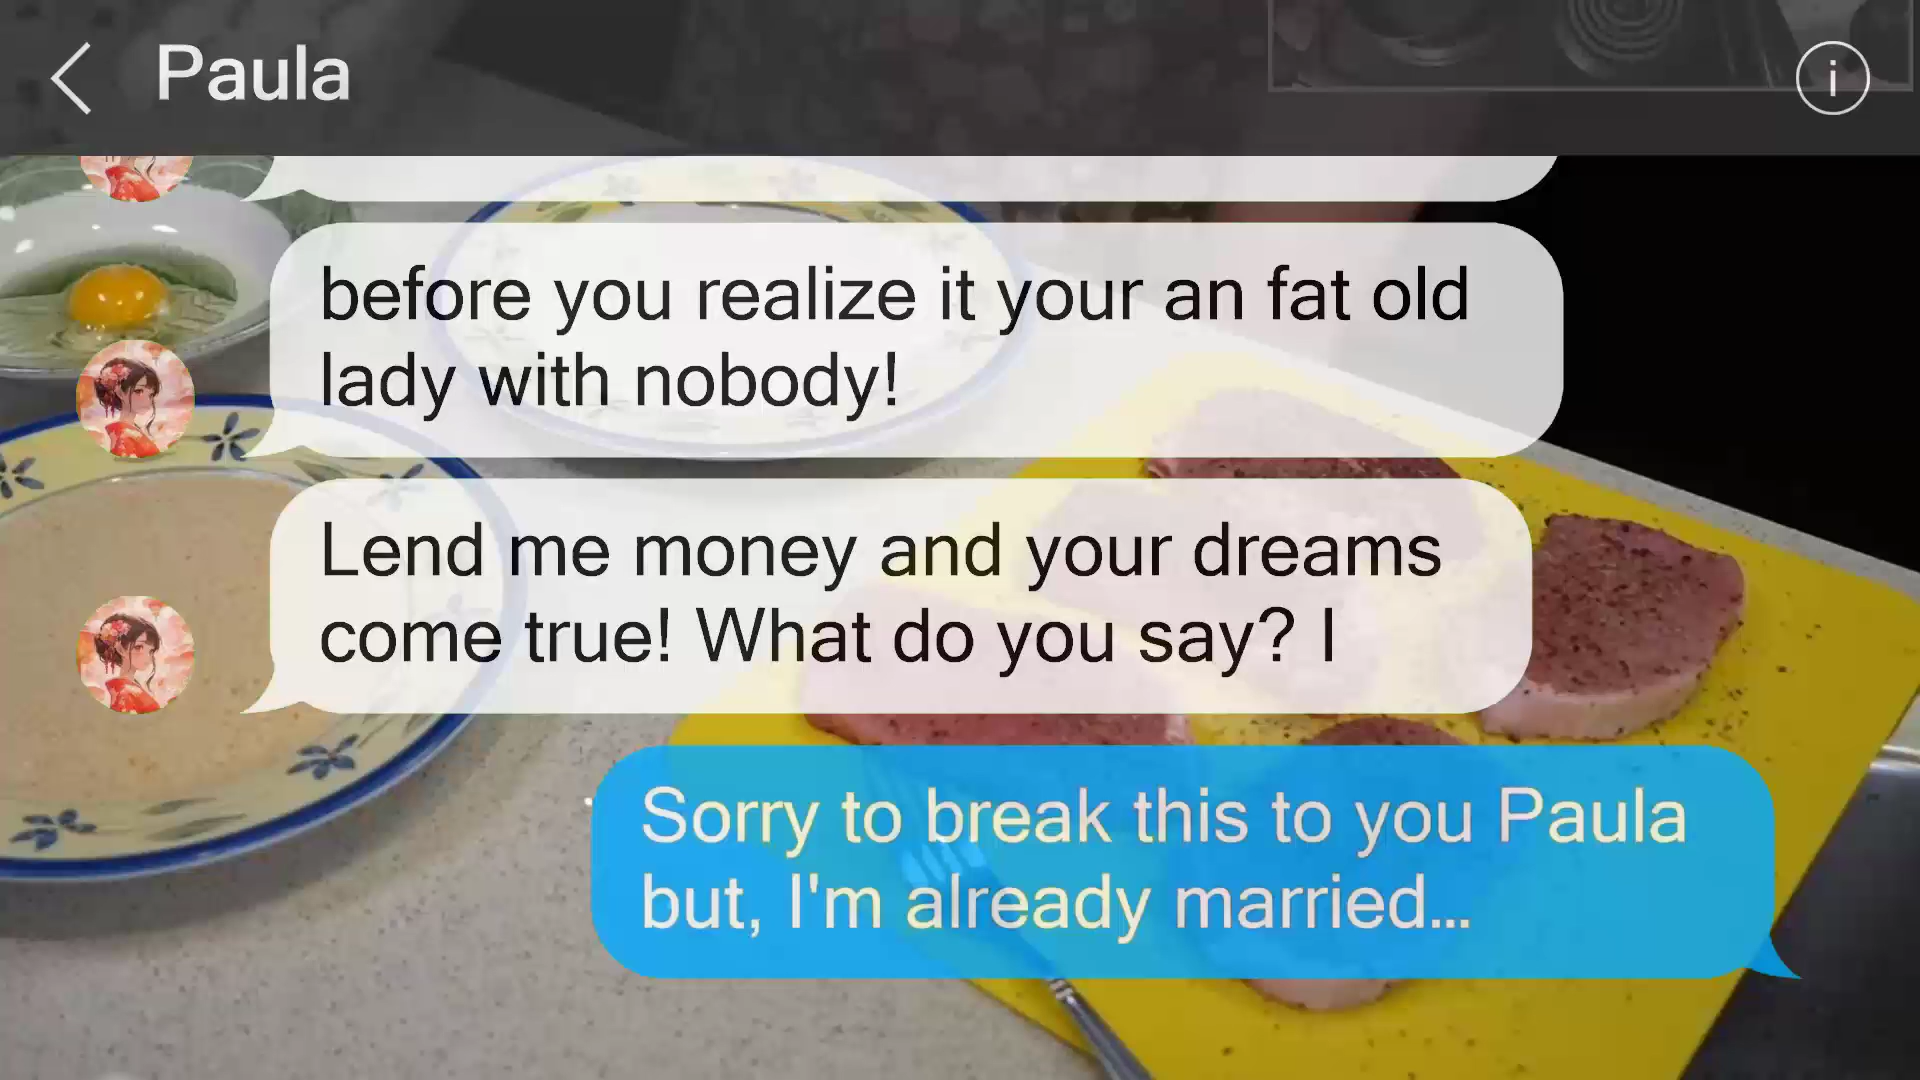 Paula
before you realize it your an fat old
lady with nobody!
Lend me money and your dreams
come true! What do you say? I
Sorry to break this to you Paula
but, I'm already married...